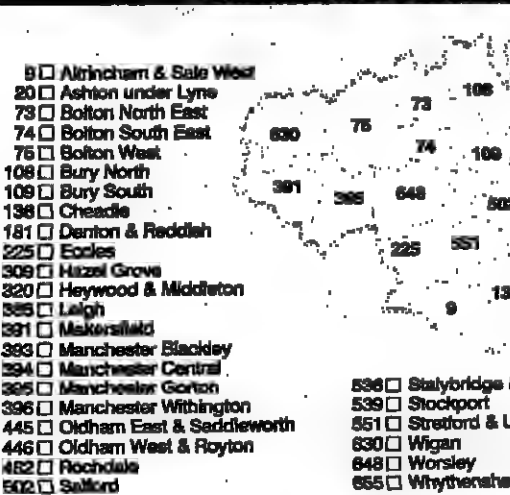 9 □ Altrincham & Sale West
20 □ Ashton under Lyne
73 □ Bolton North East
74 □ Bolton South East
75 □ Bolton West
108 □ Bury North
109 □ Bury South
136 □ Cheadle
181 □ Denton & Reddish
225 □ Eccles
309 □ Hazel Grove
320 □ Heywood & Middleton
385 □ Leigh
391 □ Makersfield
393 □ Manchester Blackley
394 □ Manchester Central
395 □ Manchester Gorton
396 □ Manchester Withington
445 □ Oldham East & Saddleworth
446 □ Oldham West & Royton
482 □ Rochdale
502 □ Salford
536 □ Stalybridge
539 □ Stockport
551 □ Stretford & U
630 □ Wigan
648 □ Worsley
655 □ Whythenshe
108
73
630
75
74
109
391
385
648
502
225
551
9
13